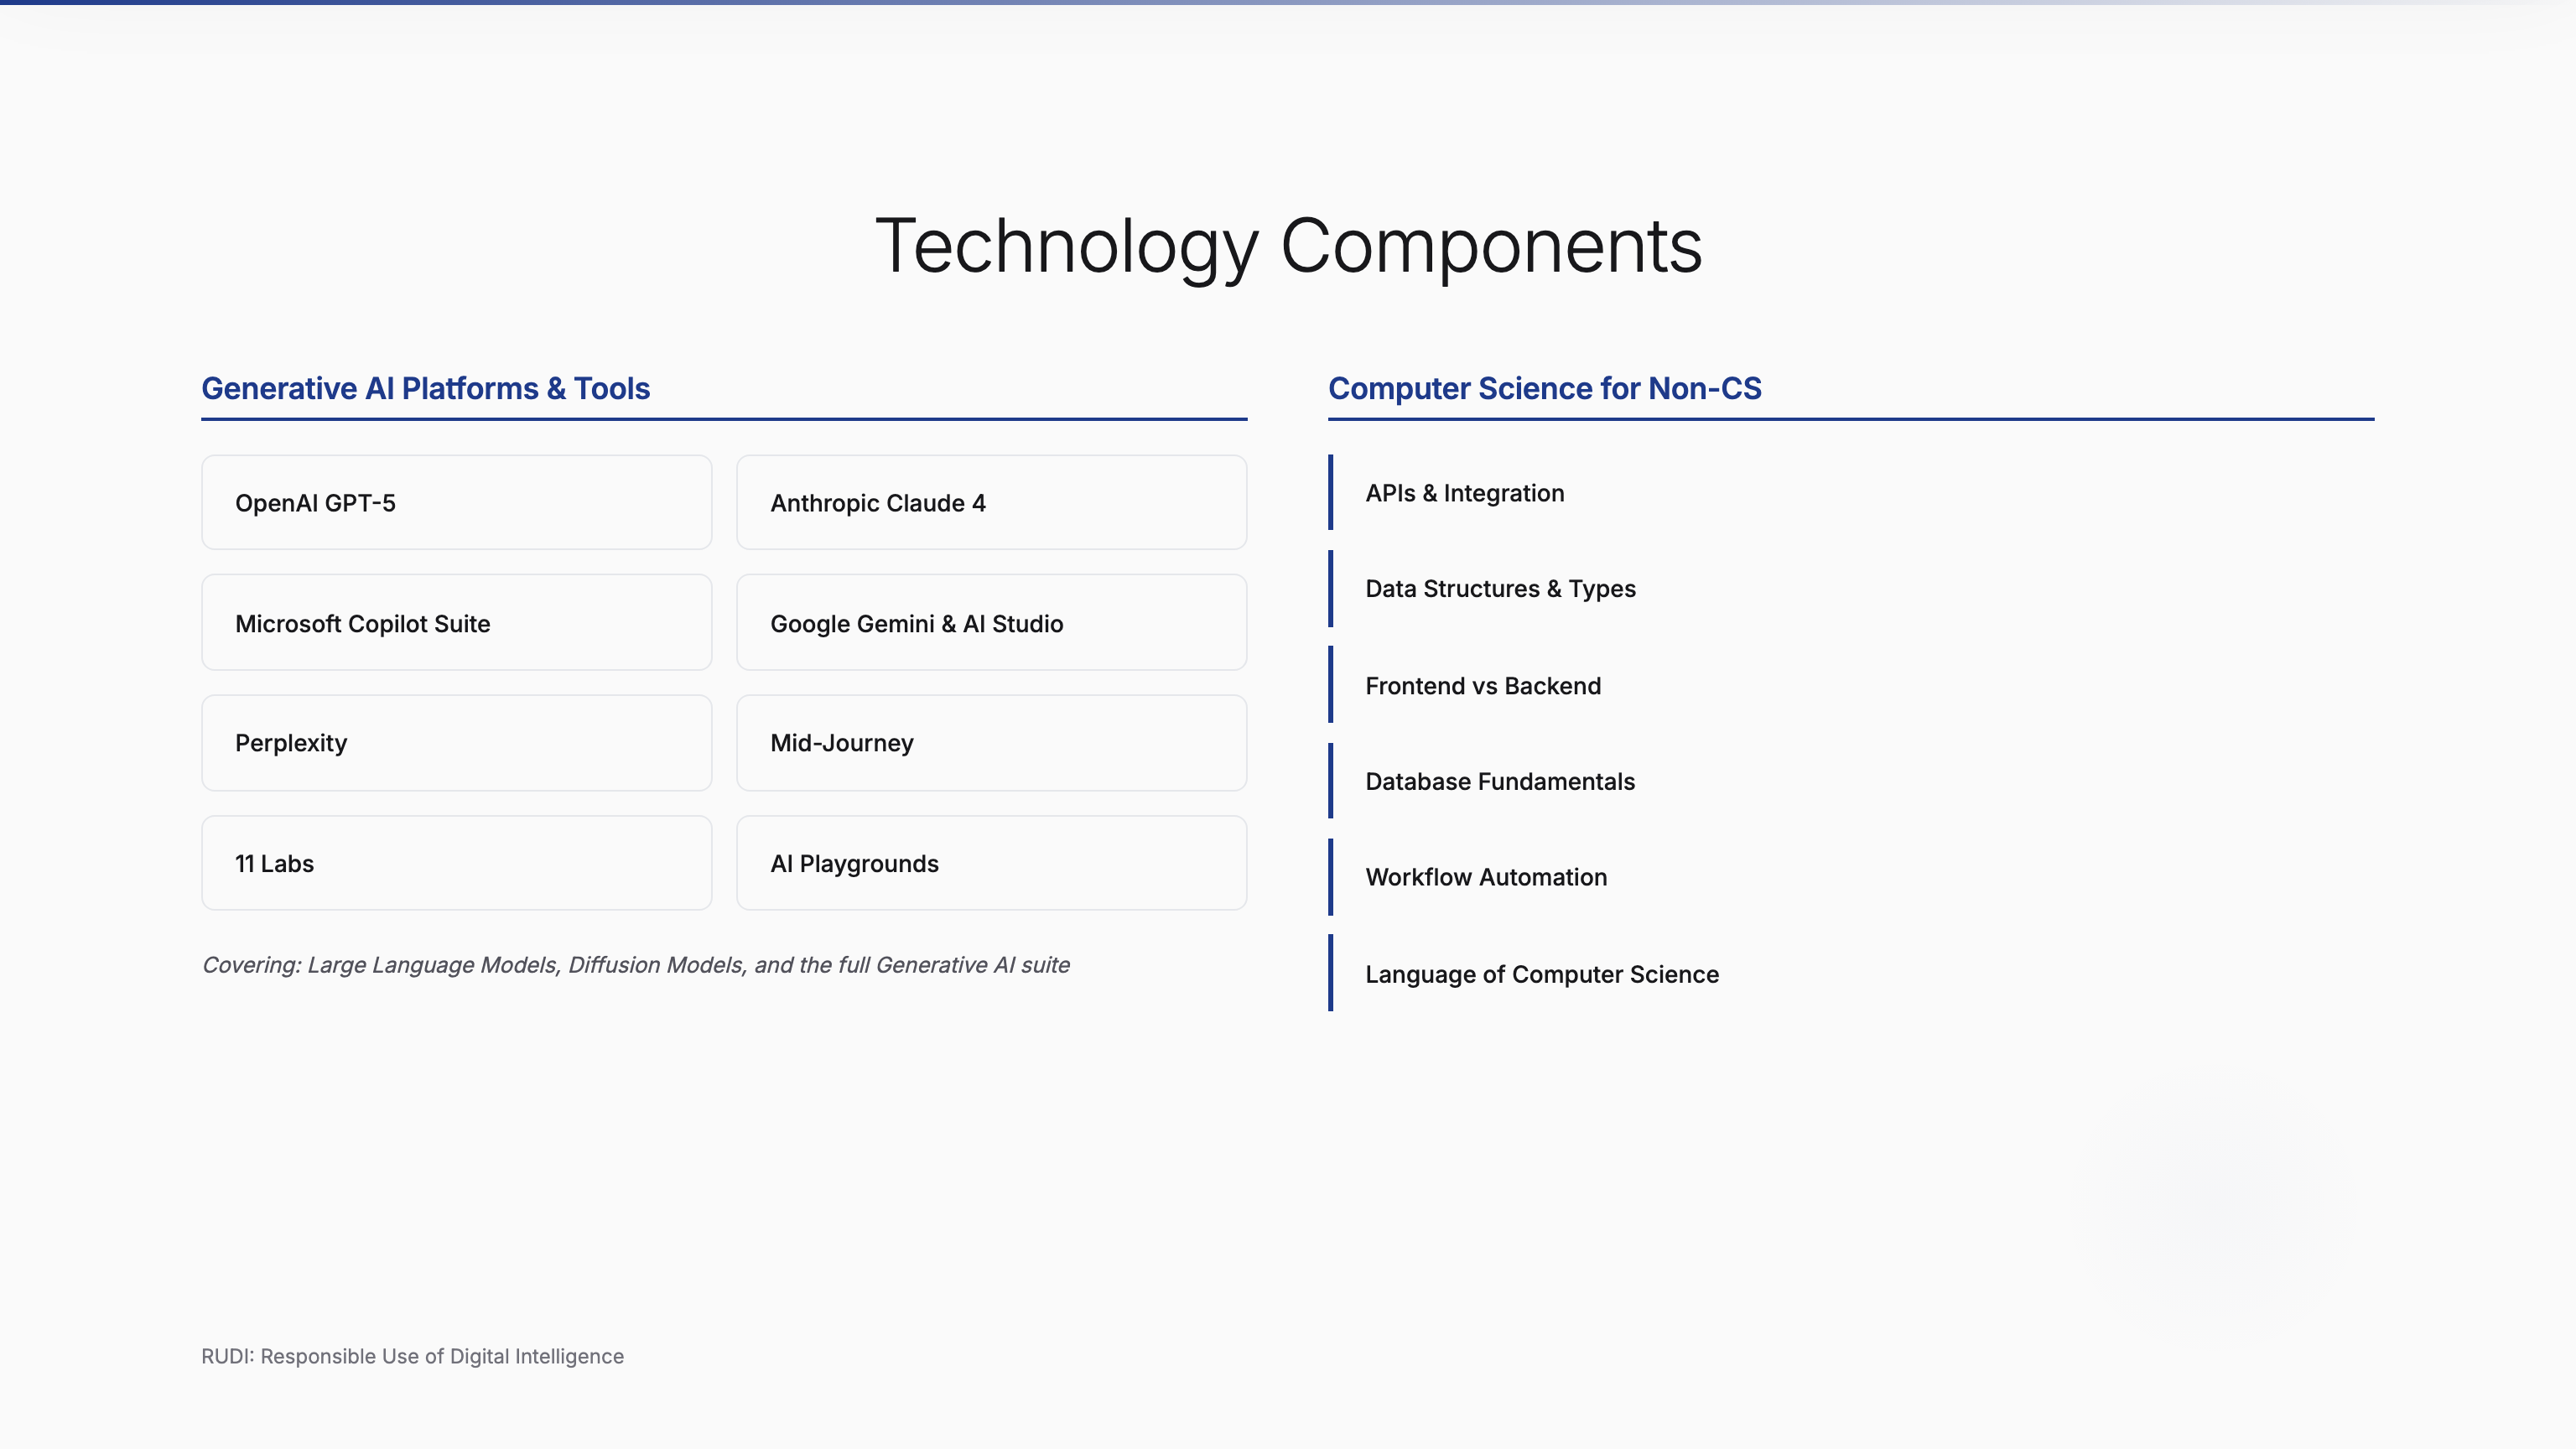 Technology Components
Generative AI Platforms & Tools
OpenAI GPT-5
Anthropic Claude 4
Microsoft Copilot Suite
Google Gemini & AI Studio
Perplexity
Mid-Journey
11 Labs
AI Playgrounds
Covering: Large Language Models, Diffusion Models, and the full Generative AI suite
Computer Science for Non-CS
APIs & Integration
Data Structures & Types
Frontend vs Backend
Database Fundamentals
Workflow Automation
Language of Computer Science
RUDI: Responsible Use of Digital Intelligence